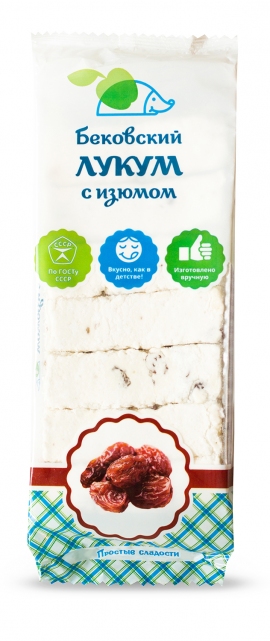 Бековский
ЛУКУМ
с изюмом
СССР
По ГОСТу
СССР
Вкусно, как в
детстве!
Изготовлено
вручную
Простые сладости